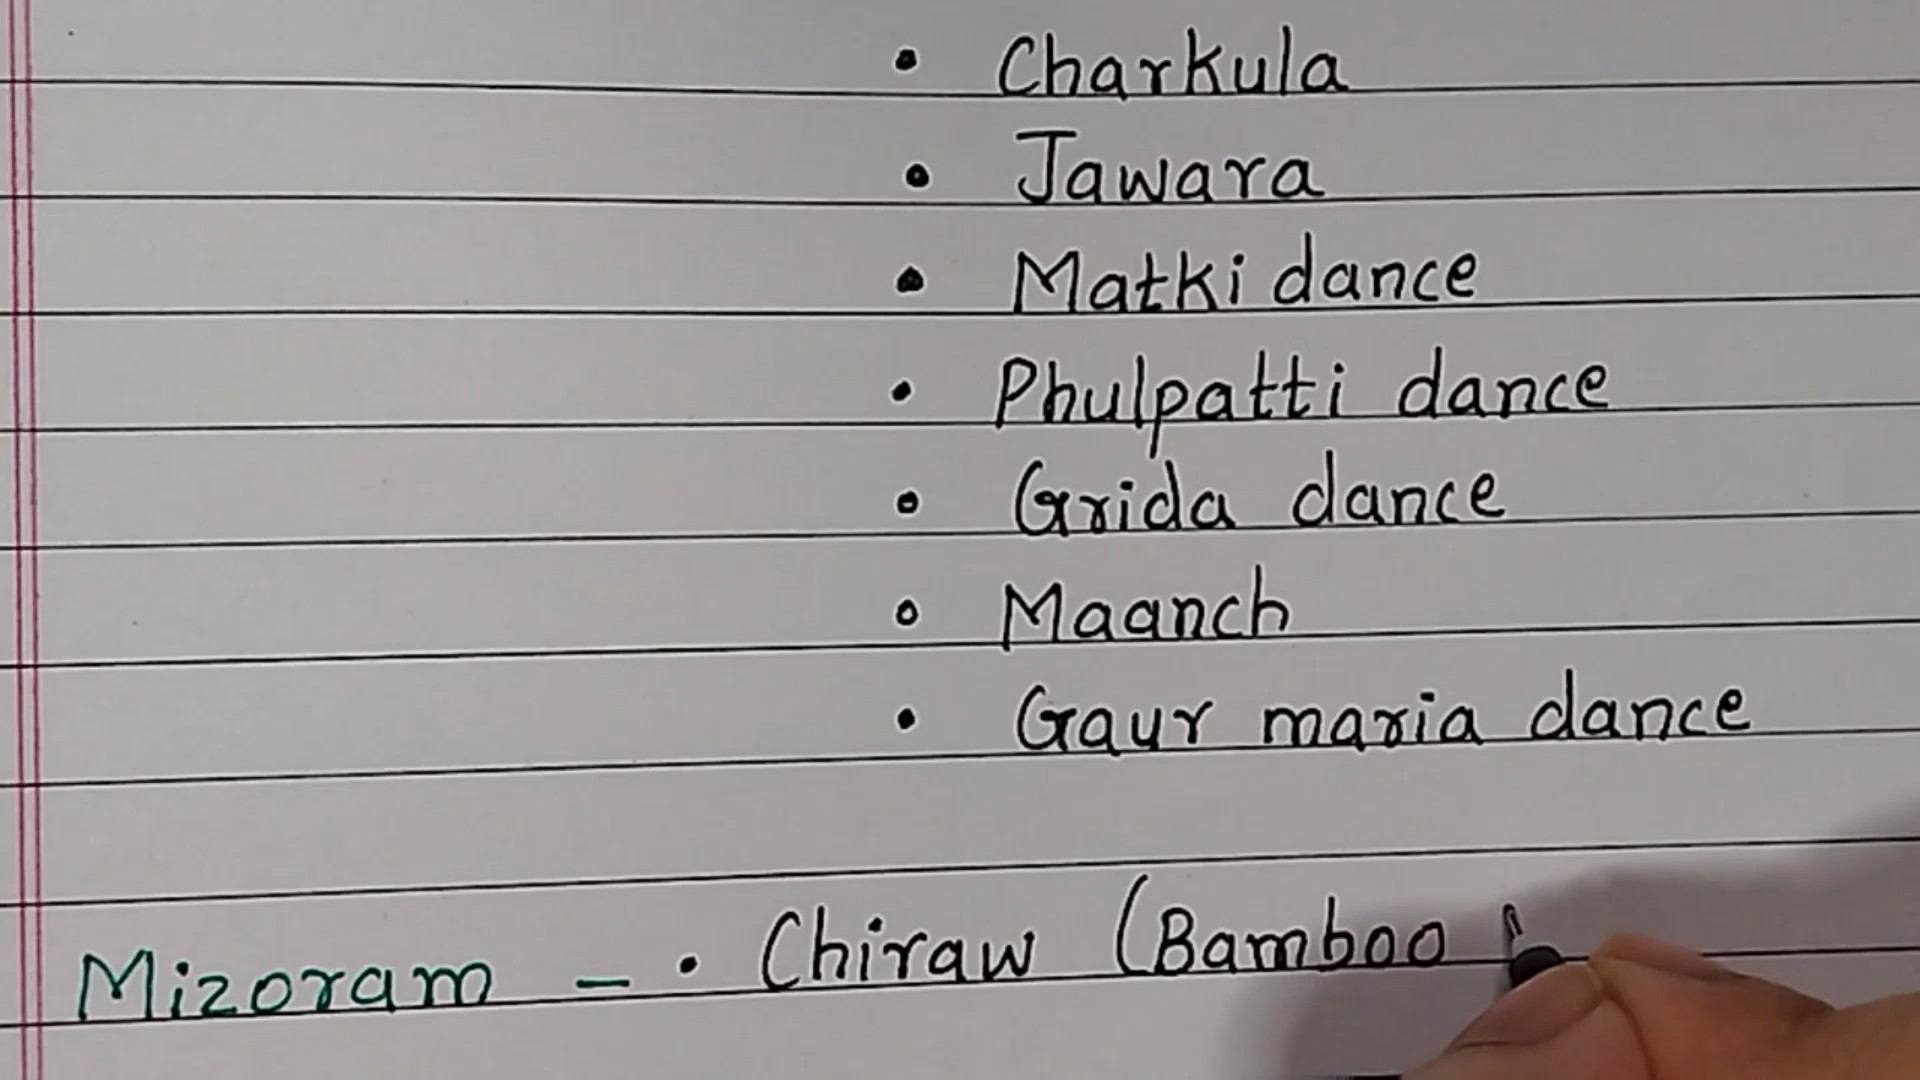 • Charkula
• Jawara
• Matki dance
• Phulpatti dance
• Grida dance
• Maanch
• Gaur maria dance
Mizoram – • Chiraw (Bamboo